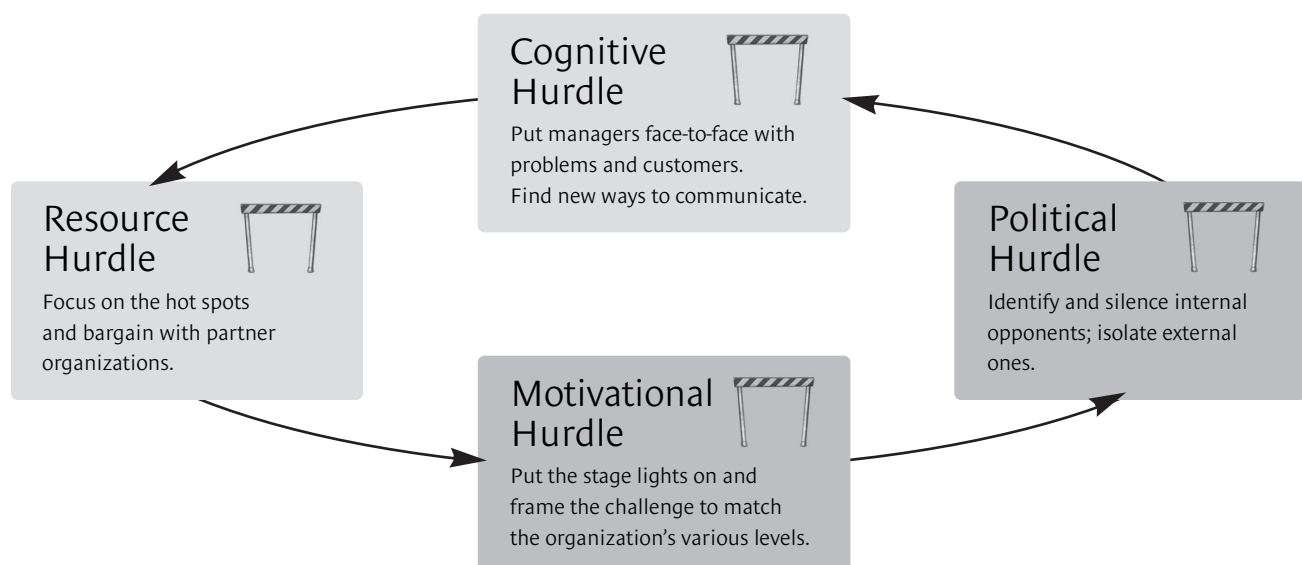 Cognitive
Hurdle
Put managers face-to-face with
problems and customers.
Find new ways to communicate.
Resource
Hurdle
Focus on the hot spots
and bargain with partner
organizations.
Political
Hurdle
Identify and silence internal
opponents; isolate external
ones.
Motivational
Hurdle
Put the stage lights on and
frame the challenge to match
the organization’s various levels.